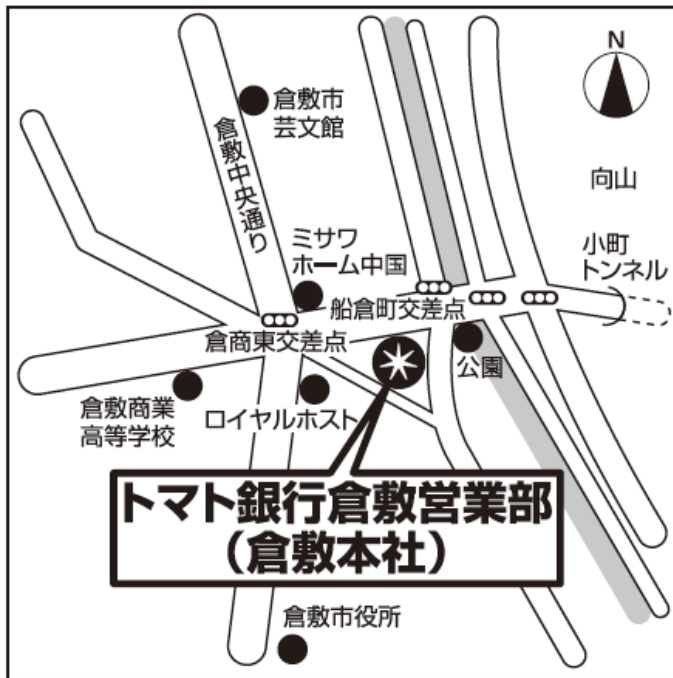 N
倉敷市
芸文館
倉敷中央通り
向山
小町
トンネル
ミサワ
ホーム中国
船倉町交差点
倉商東交差点
公園
倉敷商業
高等学校
ロイヤルホスト
トマト銀行倉敷営業部
(倉敷本社)
倉敷市役所